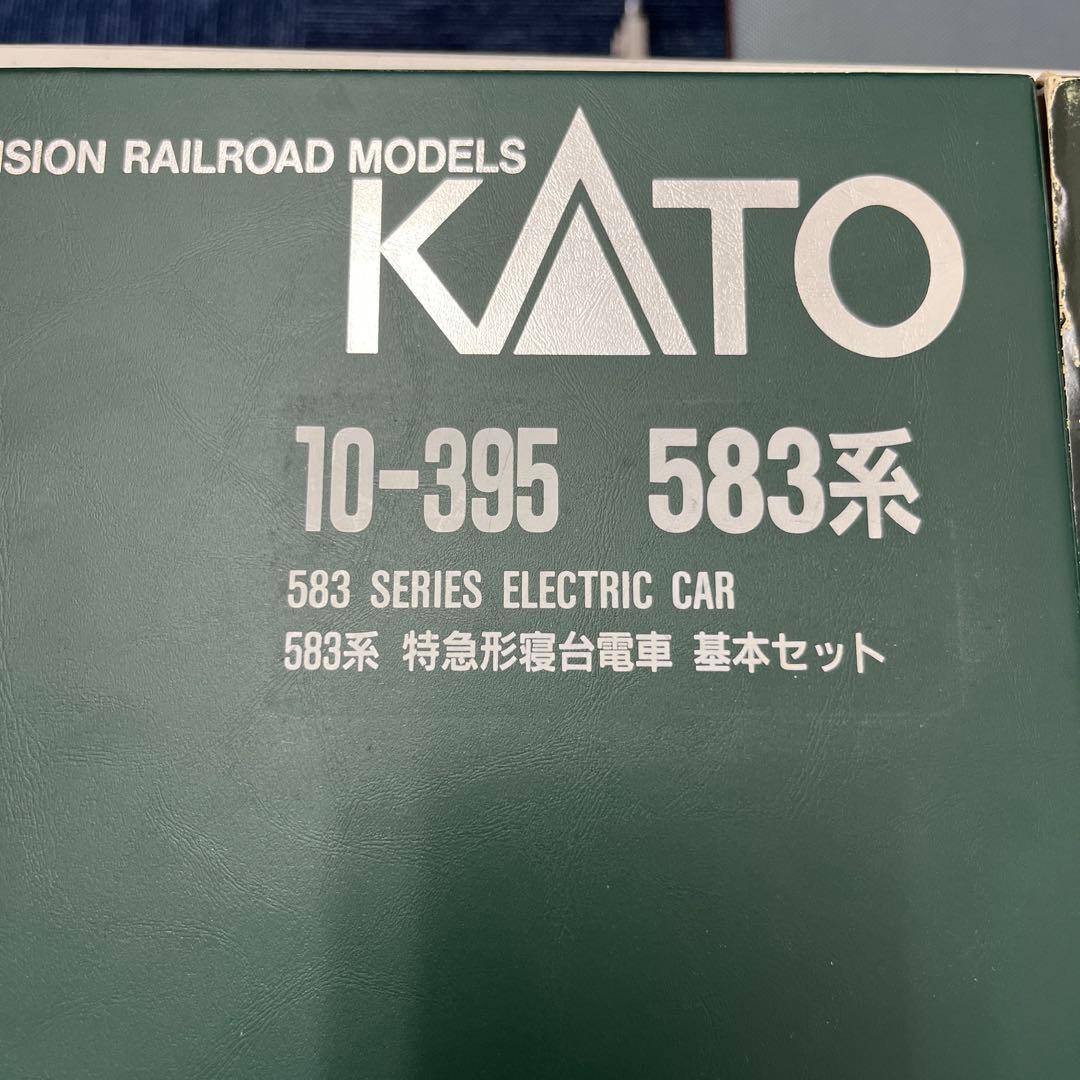 RAILROAD MODELS
KATO
10-395 583系
583 SERIES ELECTRIC CAR
583系 特急形寝台電車 基本セット